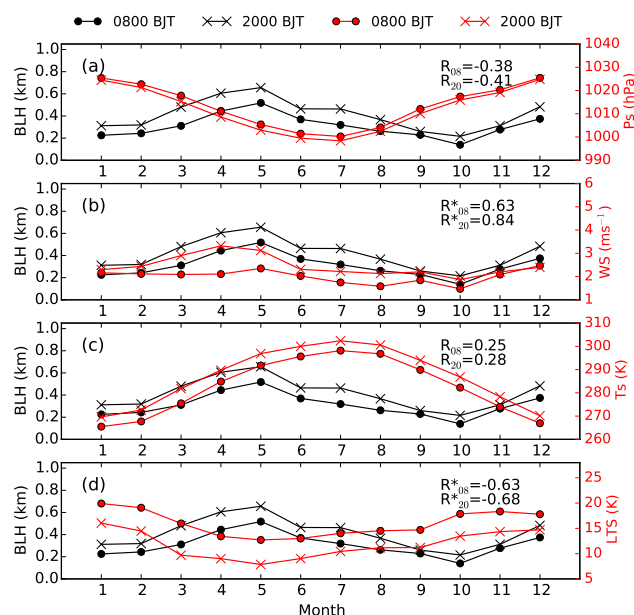 0800 BJT 2000 BJT 0800 BJT 2000 BJT
(a)
R08=-0.38
R20=-0.41
BLH (km)
1.0
0.8
0.6
0.4
0.2
0.0
1040
1030
1020
1010
1000
990
Ps (hPa)
1 2 3 4 5 6 7 8 9 10 11 12
(b)
R*08=0.63
R*20=0.84
BLH (km)
1.0
0.8
0.6
0.4
0.2
0.0
6
5
4
3
2
1
WS (ms⁻¹)
1 2 3 4 5 6 7 8 9 10 11 12
(c)
R08=0.25
R20=0.28
BLH (km)
1.0
0.8
0.6
0.4
0.2
0.0
310
300
290
280
270
260
Ts (K)
1 2 3 4 5 6 7 8 9 10 11 12
(d)
R*08=-0.63
R*20=-0.68
BLH (km)
1.0
0.8
0.6
0.4
0.2
0.0
25
20
15
10
5
LTS (K)
1 2 3 4 5 6 7 8 9 10 11 12
Month